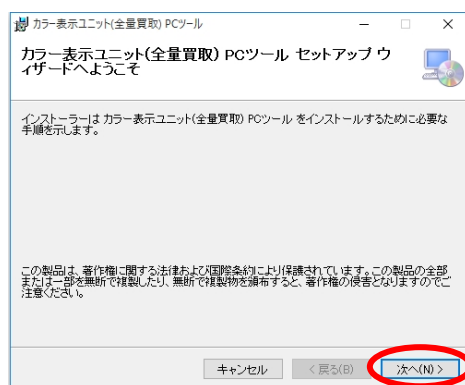 カラー表示ユニット(全量買取) PCツール
カラー表示ユニット(全量買取) PCツール セットアップ ウ
ィザードへようこそ
インストーラーは カラー表示ユニット(全量買取) PCツール をインストールするために必要な
手順を示します。
この製品は、著作権に関する法律および国際条約により保護されています。この製品の全部
または一部を無断で複製したり、無断で複製物を頒布すると、著作権の侵害となりますのでご
注意ください。
キャンセル
< 戻る(B)
次へ(N) >